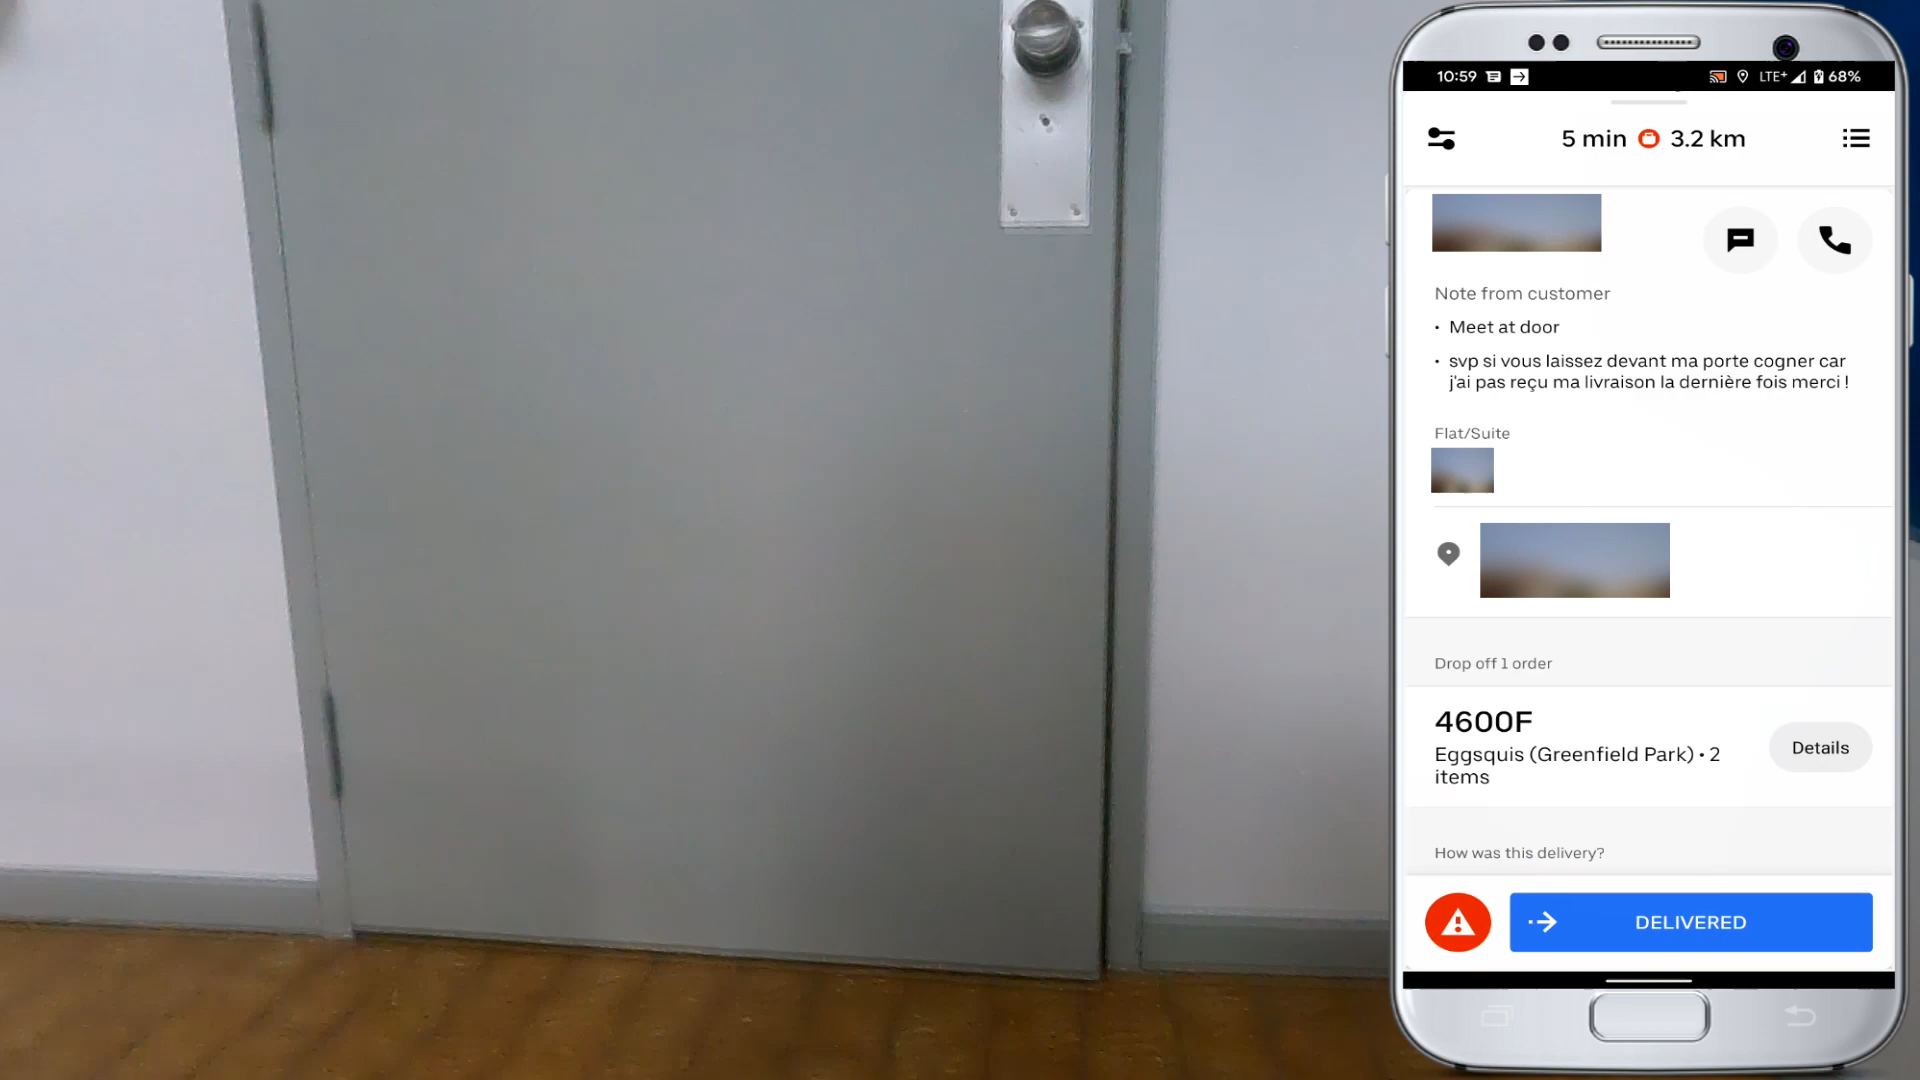 10:59 LTE+ 68%
5 min 3.2 km
Note from customer
• Meet at door
• svp si vous laissez devant ma porte cogner car
j'ai pas reçu ma livraison la dernière fois merci !
Flat/Suite
Drop off 1 order
4600F
Eggsquis (Greenfield Park) • 2
items
Details
How was this delivery?
DELIVERED